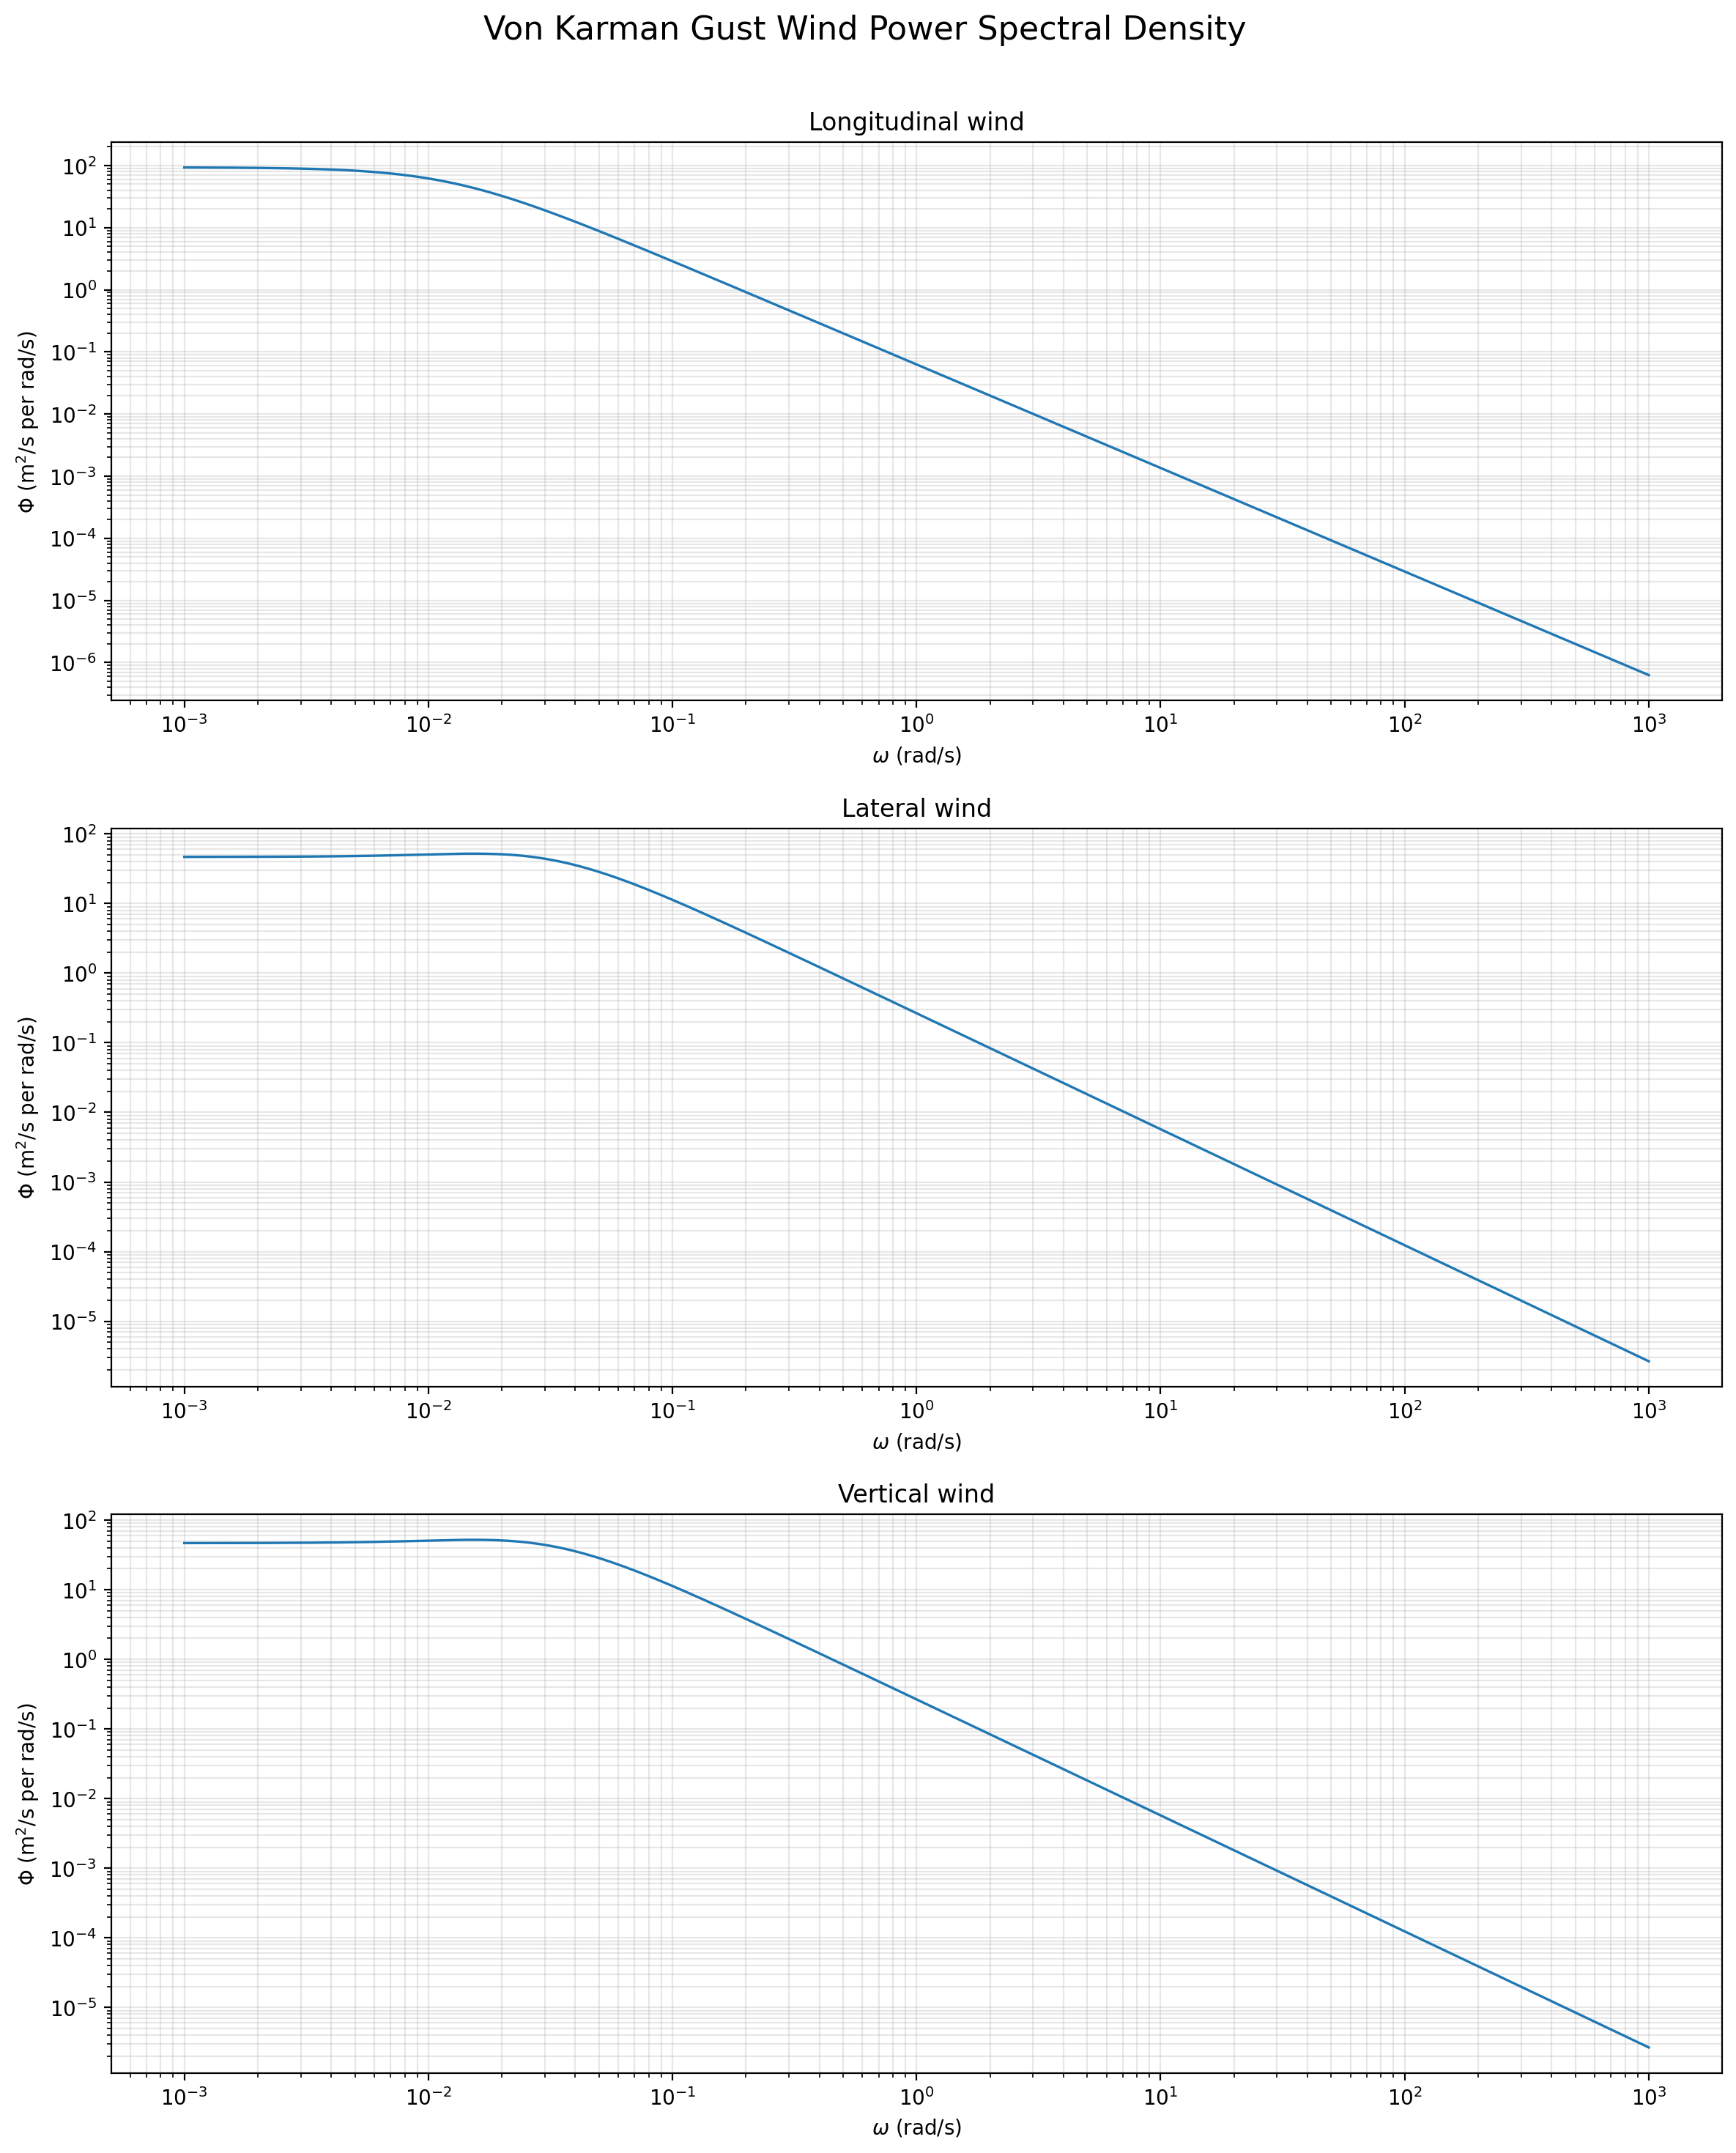 Von Karman Gust Wind Power Spectral Density
Longitudinal wind
Φ (m²/s per rad/s)
10²
10¹
10⁰
10⁻¹
10⁻²
10⁻³
10⁻⁴
10⁻⁵
10⁻⁶
10⁻³ 10⁻² 10⁻¹ 10⁰ 10¹ 10² 10³
ω (rad/s)
Lateral wind
Φ (m²/s per rad/s)
10²
10¹
10⁰
10⁻¹
10⁻²
10⁻³
10⁻⁴
10⁻⁵
10⁻³ 10⁻² 10⁻¹ 10⁰ 10¹ 10² 10³
ω (rad/s)
Vertical wind
Φ (m²/s per rad/s)
10²
10¹
10⁰
10⁻¹
10⁻²
10⁻³
10⁻⁴
10⁻⁵
10⁻³ 10⁻² 10⁻¹ 10⁰ 10¹ 10² 10³
ω (rad/s)